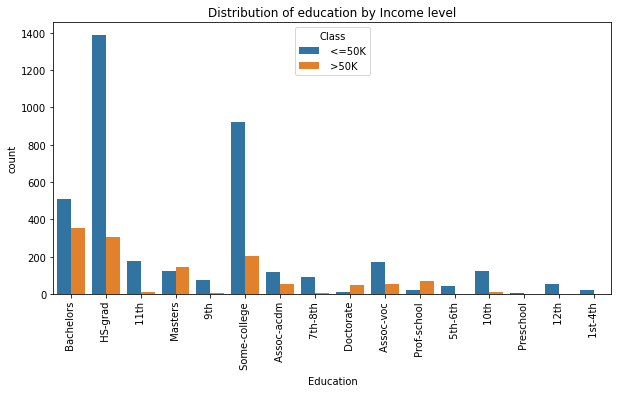 Distribution of education by Income level
Class
<=50K
>50K
count
1400
1200
1000
800
600
400
200
0
Bachelors
HS-grad
11th
Masters
9th
Some-college
Assoc-acdm
7th-8th
Doctorate
Assoc-voc
Prof-school
5th-6th
10th
Preschool
12th
1st-4th
Education